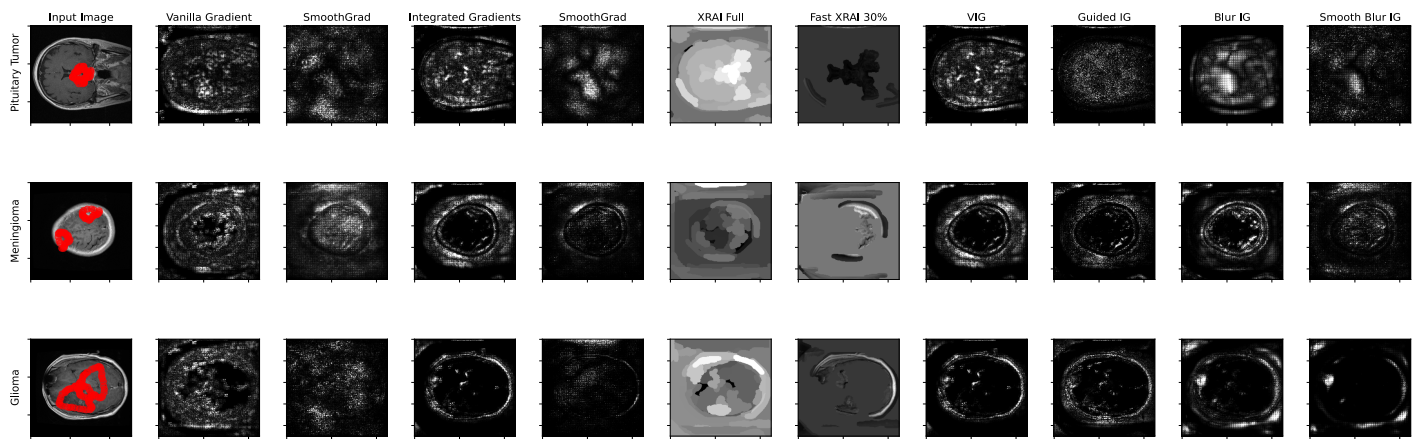 Input Image Vanilla Gradient SmoothGrad Integrated Gradients SmoothGrad XRAI Full Fast XRAI 30% VIG Guided IG Blur IG Smooth Blur IG
Pituitary Tumor
Meningioma
Glioma